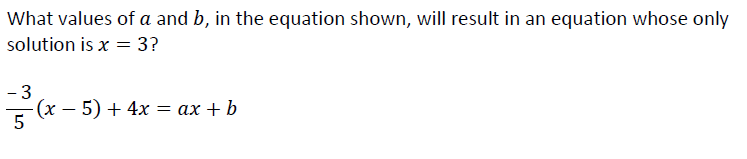 What values of a and b, in the equation shown, will result in an equation whose only
solution is x = 3?
-3/5 (x − 5) + 4x = ax + b